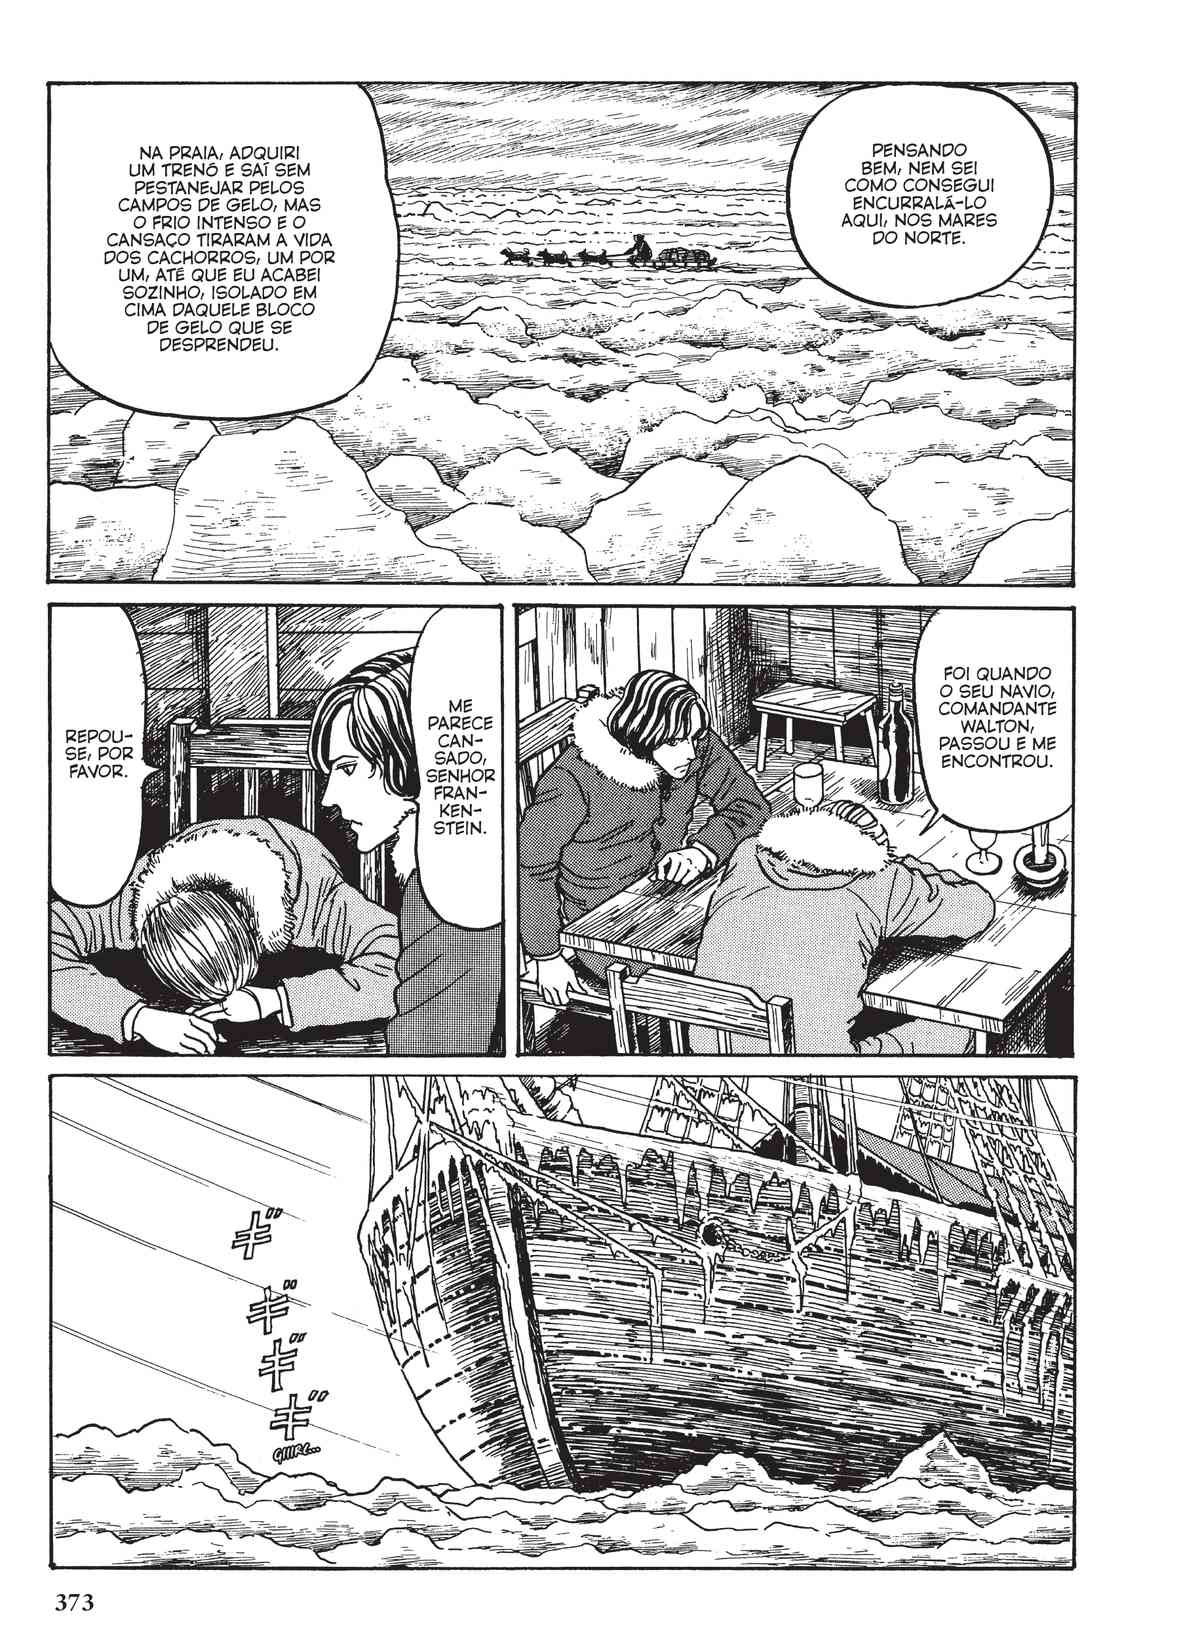 PENSANDO
BEM, NEM SEI
COMO CONSEGUI
ENCURRALÁ-LO
AQUI, NOS MARES
DO NORTE.
NA PRAIA, ADQUIRI
UM TRENÓ E SAÍ SEM
PESTANEJAR PELOS
CAMPOS DE GELO, MAS
O FRIO INTENSO E O
CANSAÇO TIRARAM A VIDA
DOS CACHORROS, UM POR
UM, ATÉ QUE EU ACABEI
SOZINHO, ISOLADO EM
CIMA DAQUELE BLOCO
DE GELO QUE SE
DESPRENDEU.
FOI QUANDO
O SEU NAVIO,
COMANDANTE
WALTON,
PASSOU E ME
ENCONTROU.
ME
PARECE
CAN-
SADO,
SENHOR
FRAN-
KEN-
STEIN.
REPOU-
SE, POR
FAVOR.
ギ
ギ
ギ
ギ
GIIIRC...
373